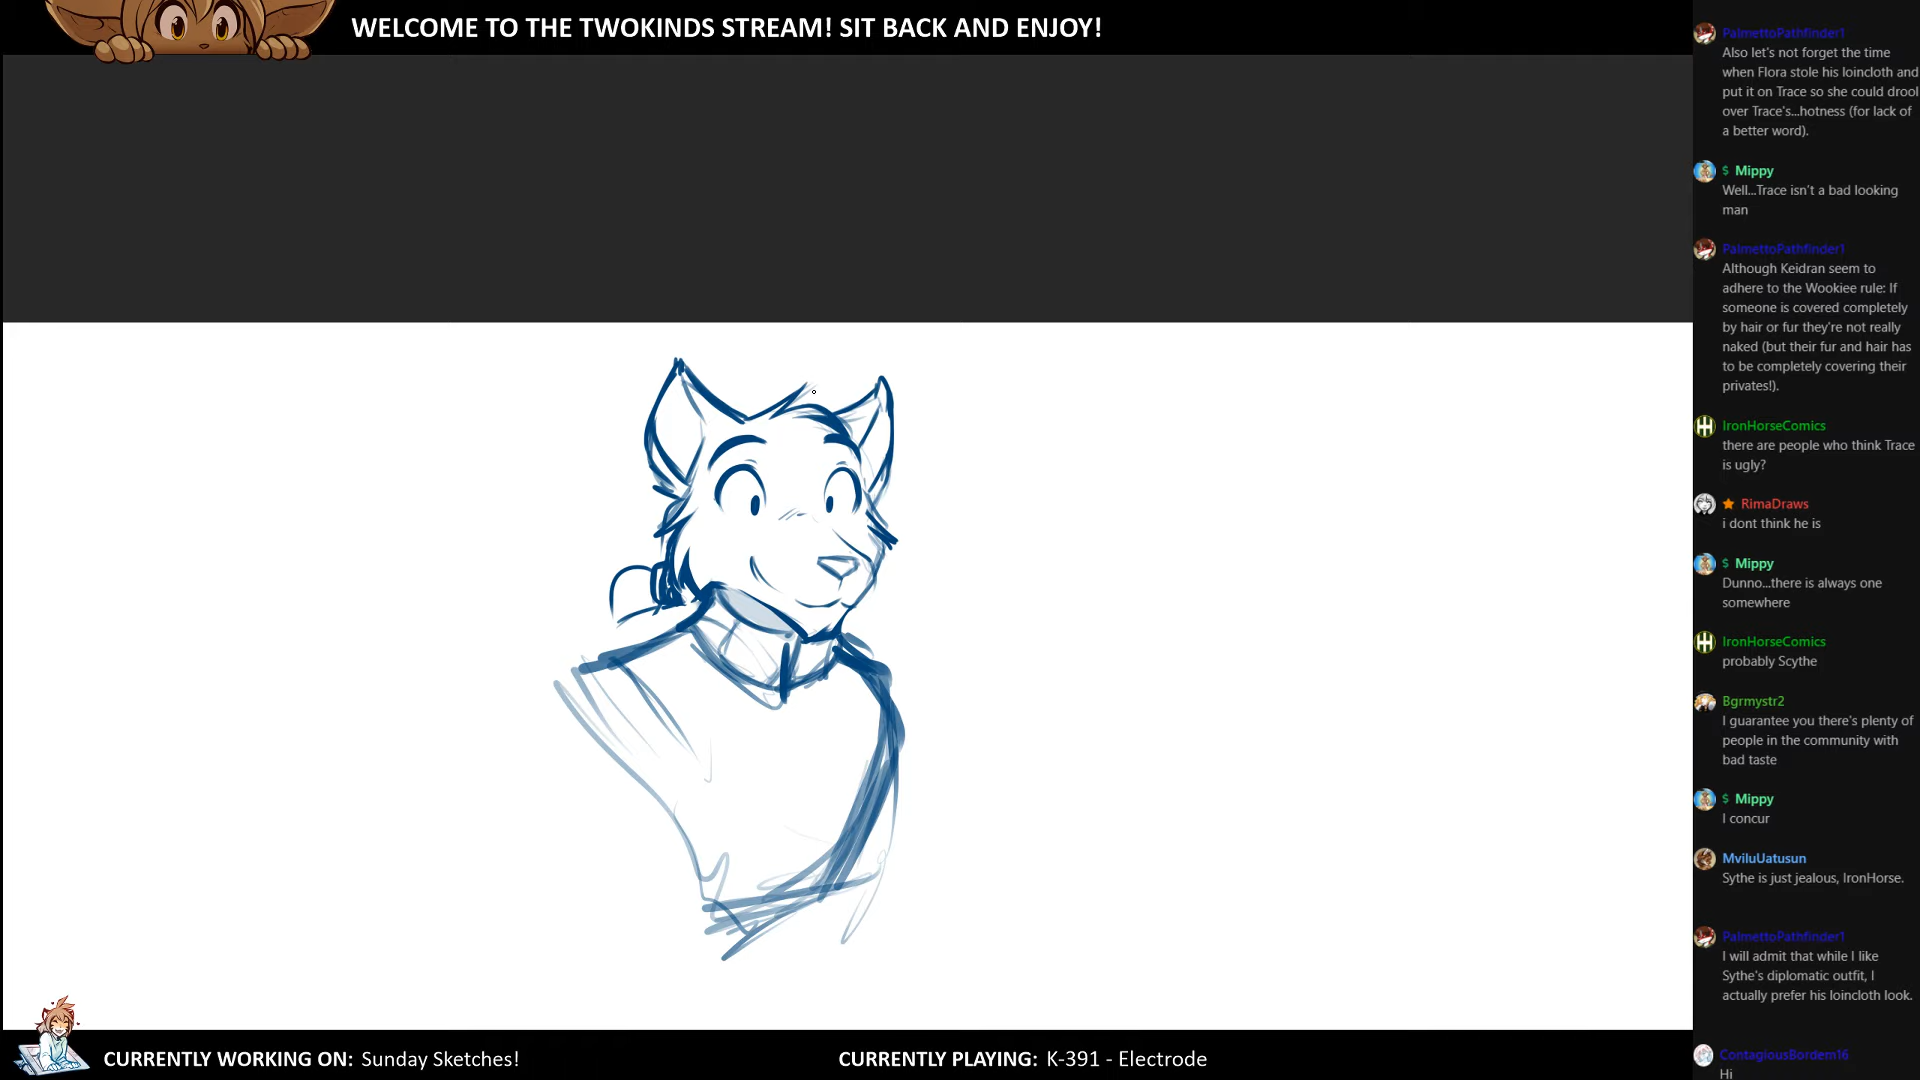 WELCOME TO THE TWOKINDS STREAM! SIT BACK AND ENJOY!
PalmettoPathfinder1
Also let's not forget the time
when Flora stole his loincloth and
put it on Trace so she could drool
over Trace's...hotness (for lack of
a better word).
$ Mippy
Well...Trace isn't a bad looking
man
PalmettoPathfinder1
Although Keidran seem to
adhere to the Wookiee rule: If
someone is covered completely
by hair or fur they're not really
naked (but their fur and hair has
to be completely covering their
privates!).
IronHorseComics
there are people who think Trace
is ugly?
RimaDraws
i dont think he is
$ Mippy
Dunno...there is always one
somewhere
IronHorseComics
probably Scythe
Bgrmystr2
I guarantee you there's plenty of
people in the community with
bad taste
$ Mippy
I concur
MviluUatusun
Sythe is just jealous, IronHorse.
PalmettoPathfinder1
I will admit that while I like
Sythe's diplomatic outfit, I
actually prefer his loincloth look.
ContagiousBordem16
Hi
CURRENTLY WORKING ON: Sunday Sketches!
CURRENTLY PLAYING: K-391 - Electrode